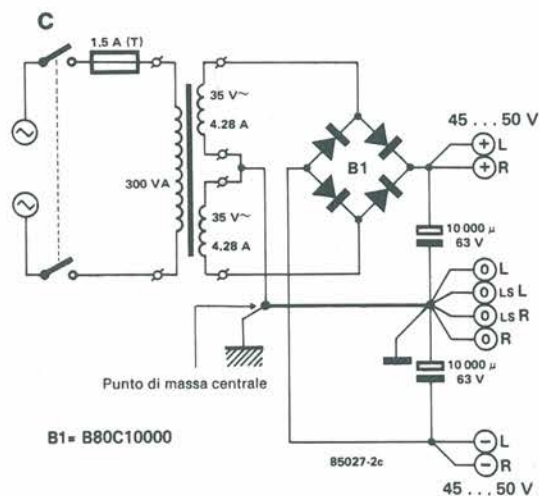 C
1.5 A (T)
35 V~
4.28 A
300 VA
35 V~
4.28 A
B1
45 . . . 50 V
+ L
R
10 000 µ
63 V
0 L
0 LS L
0 LS R
0 R
10 000 µ
63 V
Punto di massa centrale
B1= B80C10000
85027-2c
− L
− R
45 . . . 50 V